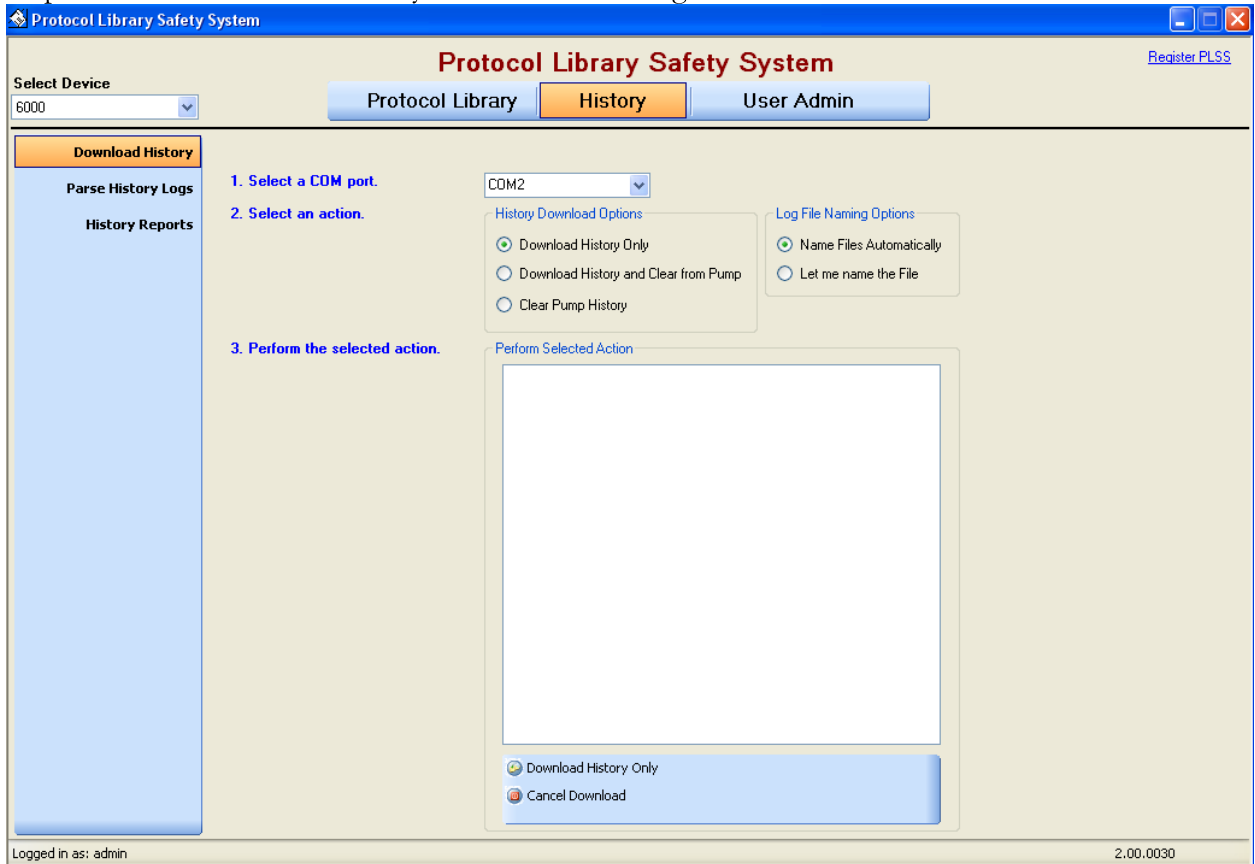 Protocol Library Safety System
Protocol Library Safety System
Register PLSS
Select Device
6000
Protocol Library
History
User Admin
Download History
Parse History Logs
History Reports
1. Select a COM port.
COM2
2. Select an action.
History Download Options
Log File Naming Options
Download History Only
Name Files Automatically
Download History and Clear from Pump
Let me name the File
Clear Pump History
3. Perform the selected action.
Perform Selected Action
Download History Only
Cancel Download
Logged in as: admin
2.00.0030